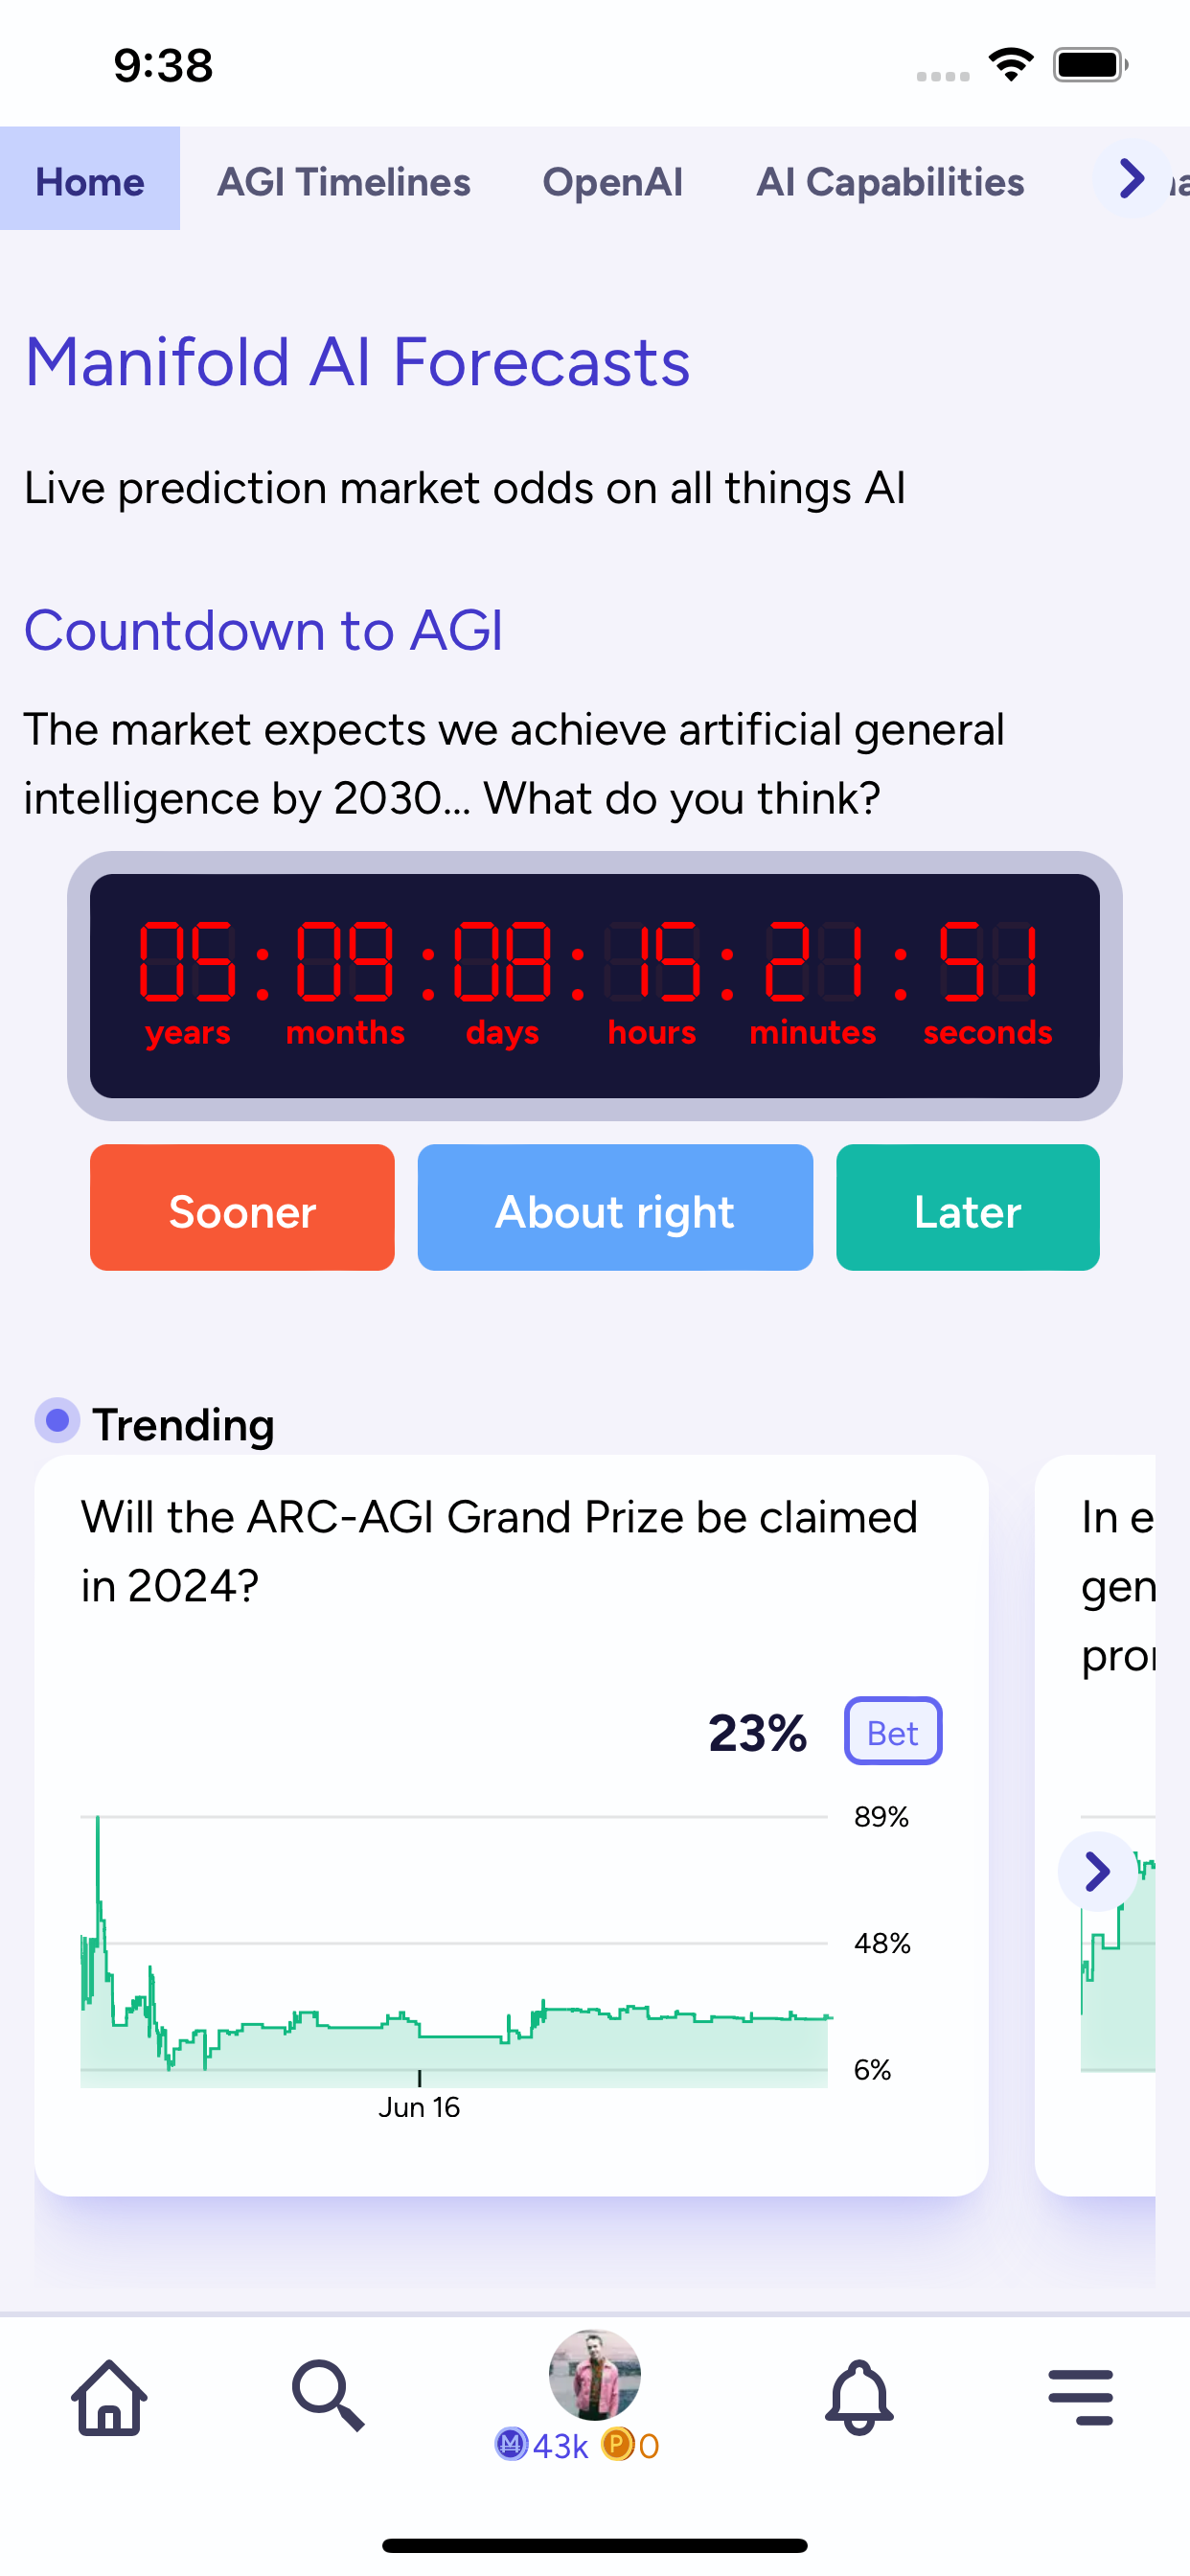 9:38
Home
AGI Timelines
OpenAI
AI Capabilities
Manifold AI Forecasts
Live prediction market odds on all things AI
Countdown to AGI
The market expects we achieve artificial general
intelligence by 2030... What do you think?
05 : 09 : 08 : 15 : 21 : 51
years months days hours minutes seconds
Sooner
About right
Later
Trending
Will the ARC-AGI Grand Prize be claimed
in 2024?
23%
Bet
89%
48%
6%
Jun 16
In e
gen
43k
P
0